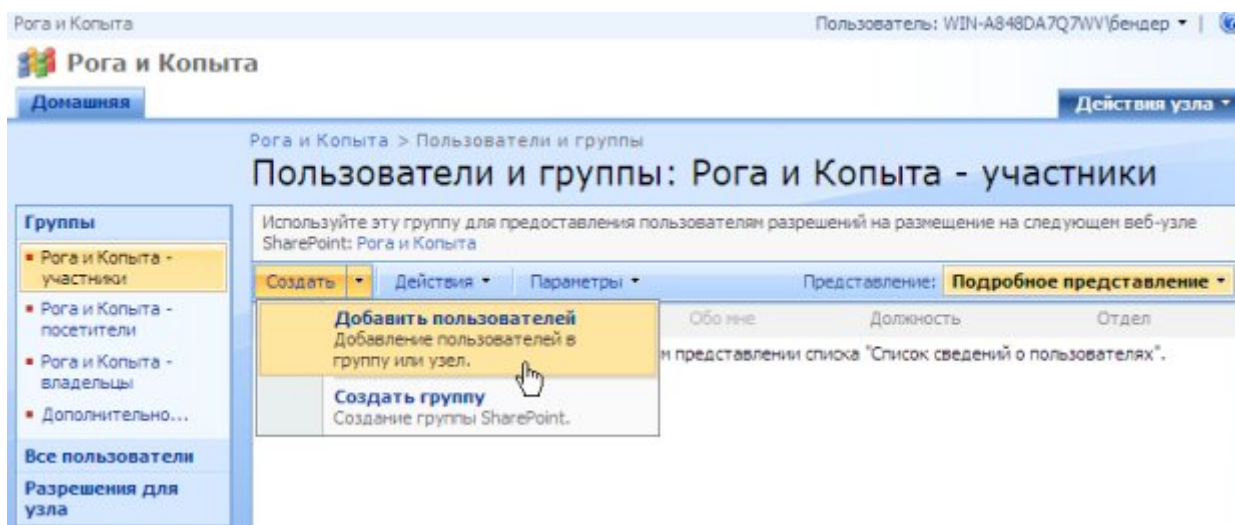 Рога и Копыта
Пользователь: WIN-A848DA7Q7WV\бендер
Рога и Копыта
Домашняя
Действия узла
Рога и Копыта > Пользователи и группы
Пользователи и группы: Рога и Копыта - участники
Группы
Рога и Копыта -
участники
Рога и Копыта -
посетители
Рога и Копыта -
владельцы
Дополнительно...
Все пользователи
Разрешения для
узла
Используйте эту группу для предоставления пользователям разрешений на размещение на следующем веб-узле
SharePoint: Рога и Копыта
Создать
Действия
Параметры
Представление: Подробное представление
Обо мне
Должность
Отдел
Добавить пользователей
Добавление пользователей в
группу или узел.
м представлении списка "Список сведений о пользователях".
Создать группу
Создание группы SharePoint.